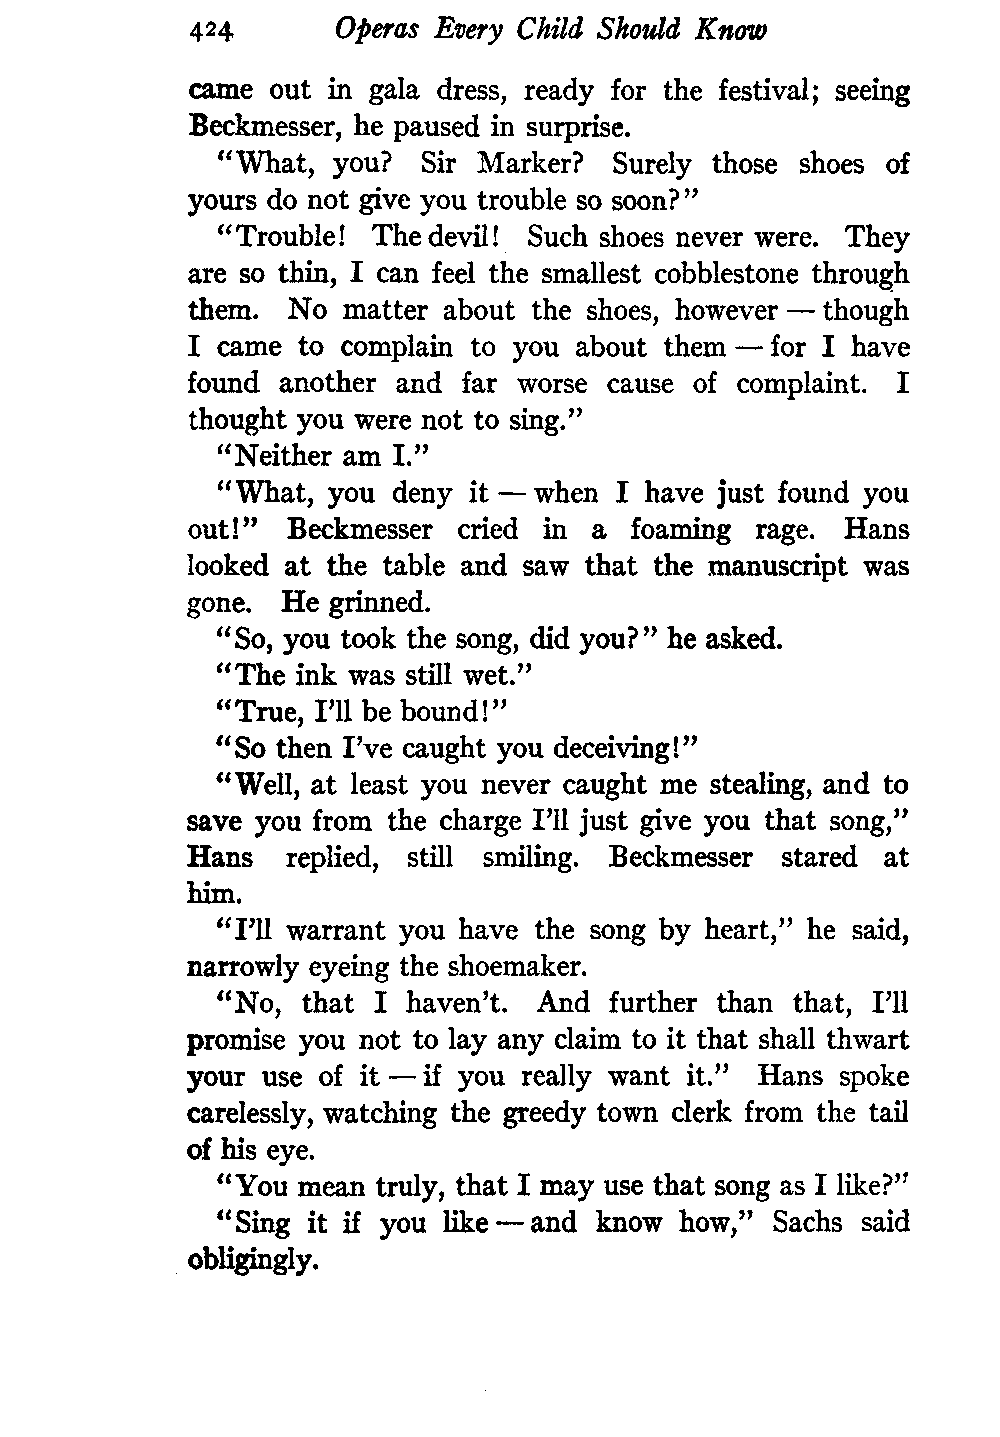 424 Operas Every Child Should Know
came out in gala dress, ready for the festival; seeing
Beckmesser, he paused in surprise.
"What, you? Sir Marker? Surely those shoes of
yours do not give you trouble so soon?"
"Trouble! The devil! Such shoes never were. They
are so thin, I can feel the smallest cobblestone through
them. No matter about the shoes, however — though
I came to complain to you about them — for I have
found another and far worse cause of complaint. I
thought you were not to sing."
"Neither am I."
"What, you deny it — when I have just found you
out!" Beckmesser cried in a foaming rage. Hans
looked at the table and saw that the manuscript was
gone. He grinned.
"So, you took the song, did you?" he asked.
"The ink was still wet."
"True, I'll be bound!"
"So then I've caught you deceiving!"
"Well, at least you never caught me stealing, and to
save you from the charge I'll just give you that song,"
Hans replied, still smiling. Beckmesser stared at
him.
"I'll warrant you have the song by heart," he said,
narrowly eyeing the shoemaker.
"No, that I haven't. And further than that, I'll
promise you not to lay any claim to it that shall thwart
your use of it — if you really want it." Hans spoke
carelessly, watching the greedy town clerk from the tail
of his eye.
"You mean truly, that I may use that song as I like?"
"Sing it if you like — and know how," Sachs said
obligingly.